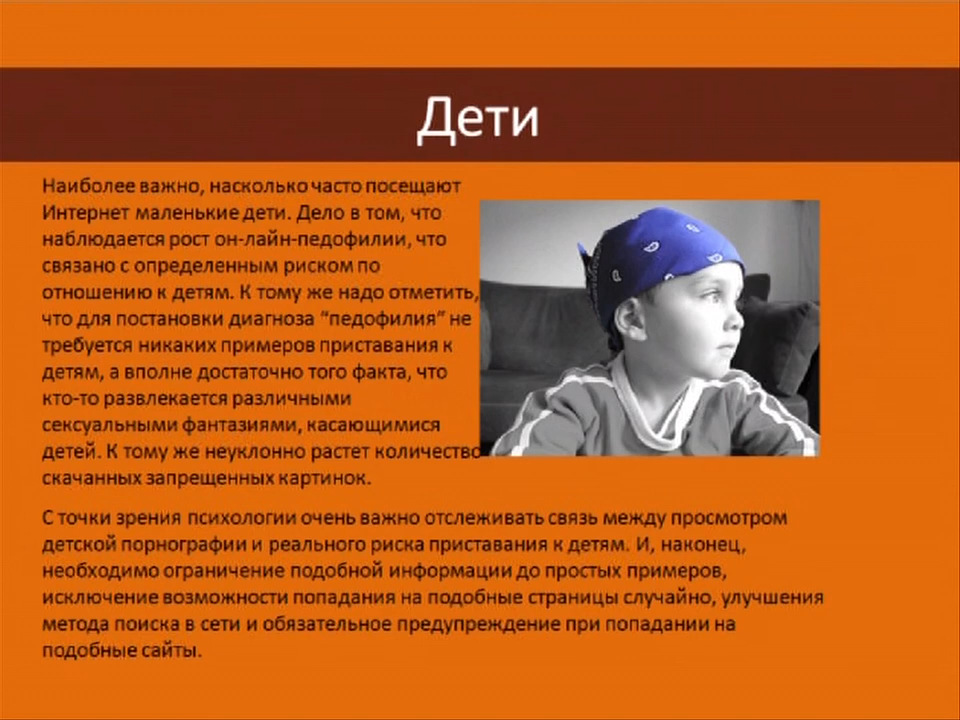 Дети
Наиболее важно, насколько часто посещают
Интернет маленькие дети. Дело в том, что
наблюдается рост он-лайн-педофилии, что
связано с определенным риском по
отношению к детям. К тому же надо отметить,
что для постановки диагноза “педофилия” не
требуется никаких примеров приставания к
детям, а вполне достаточно того факта, что
кто-то развлекается различными
сексуальными фантазиями, касающимися
детей. К тому же неуклонно растет количество
скачанных запрещенных картинок.
С точки зрения психологии очень важно отслеживать связь между просмотром
детской порнографии и реального риска приставания к детям. И, наконец,
необходимо ограничение подобной информации до простых примеров,
исключение возможности попадания на подобные страницы случайно, улучшения
метода поиска в сети и обязательное предупреждение при попадании на
подобные сайты.